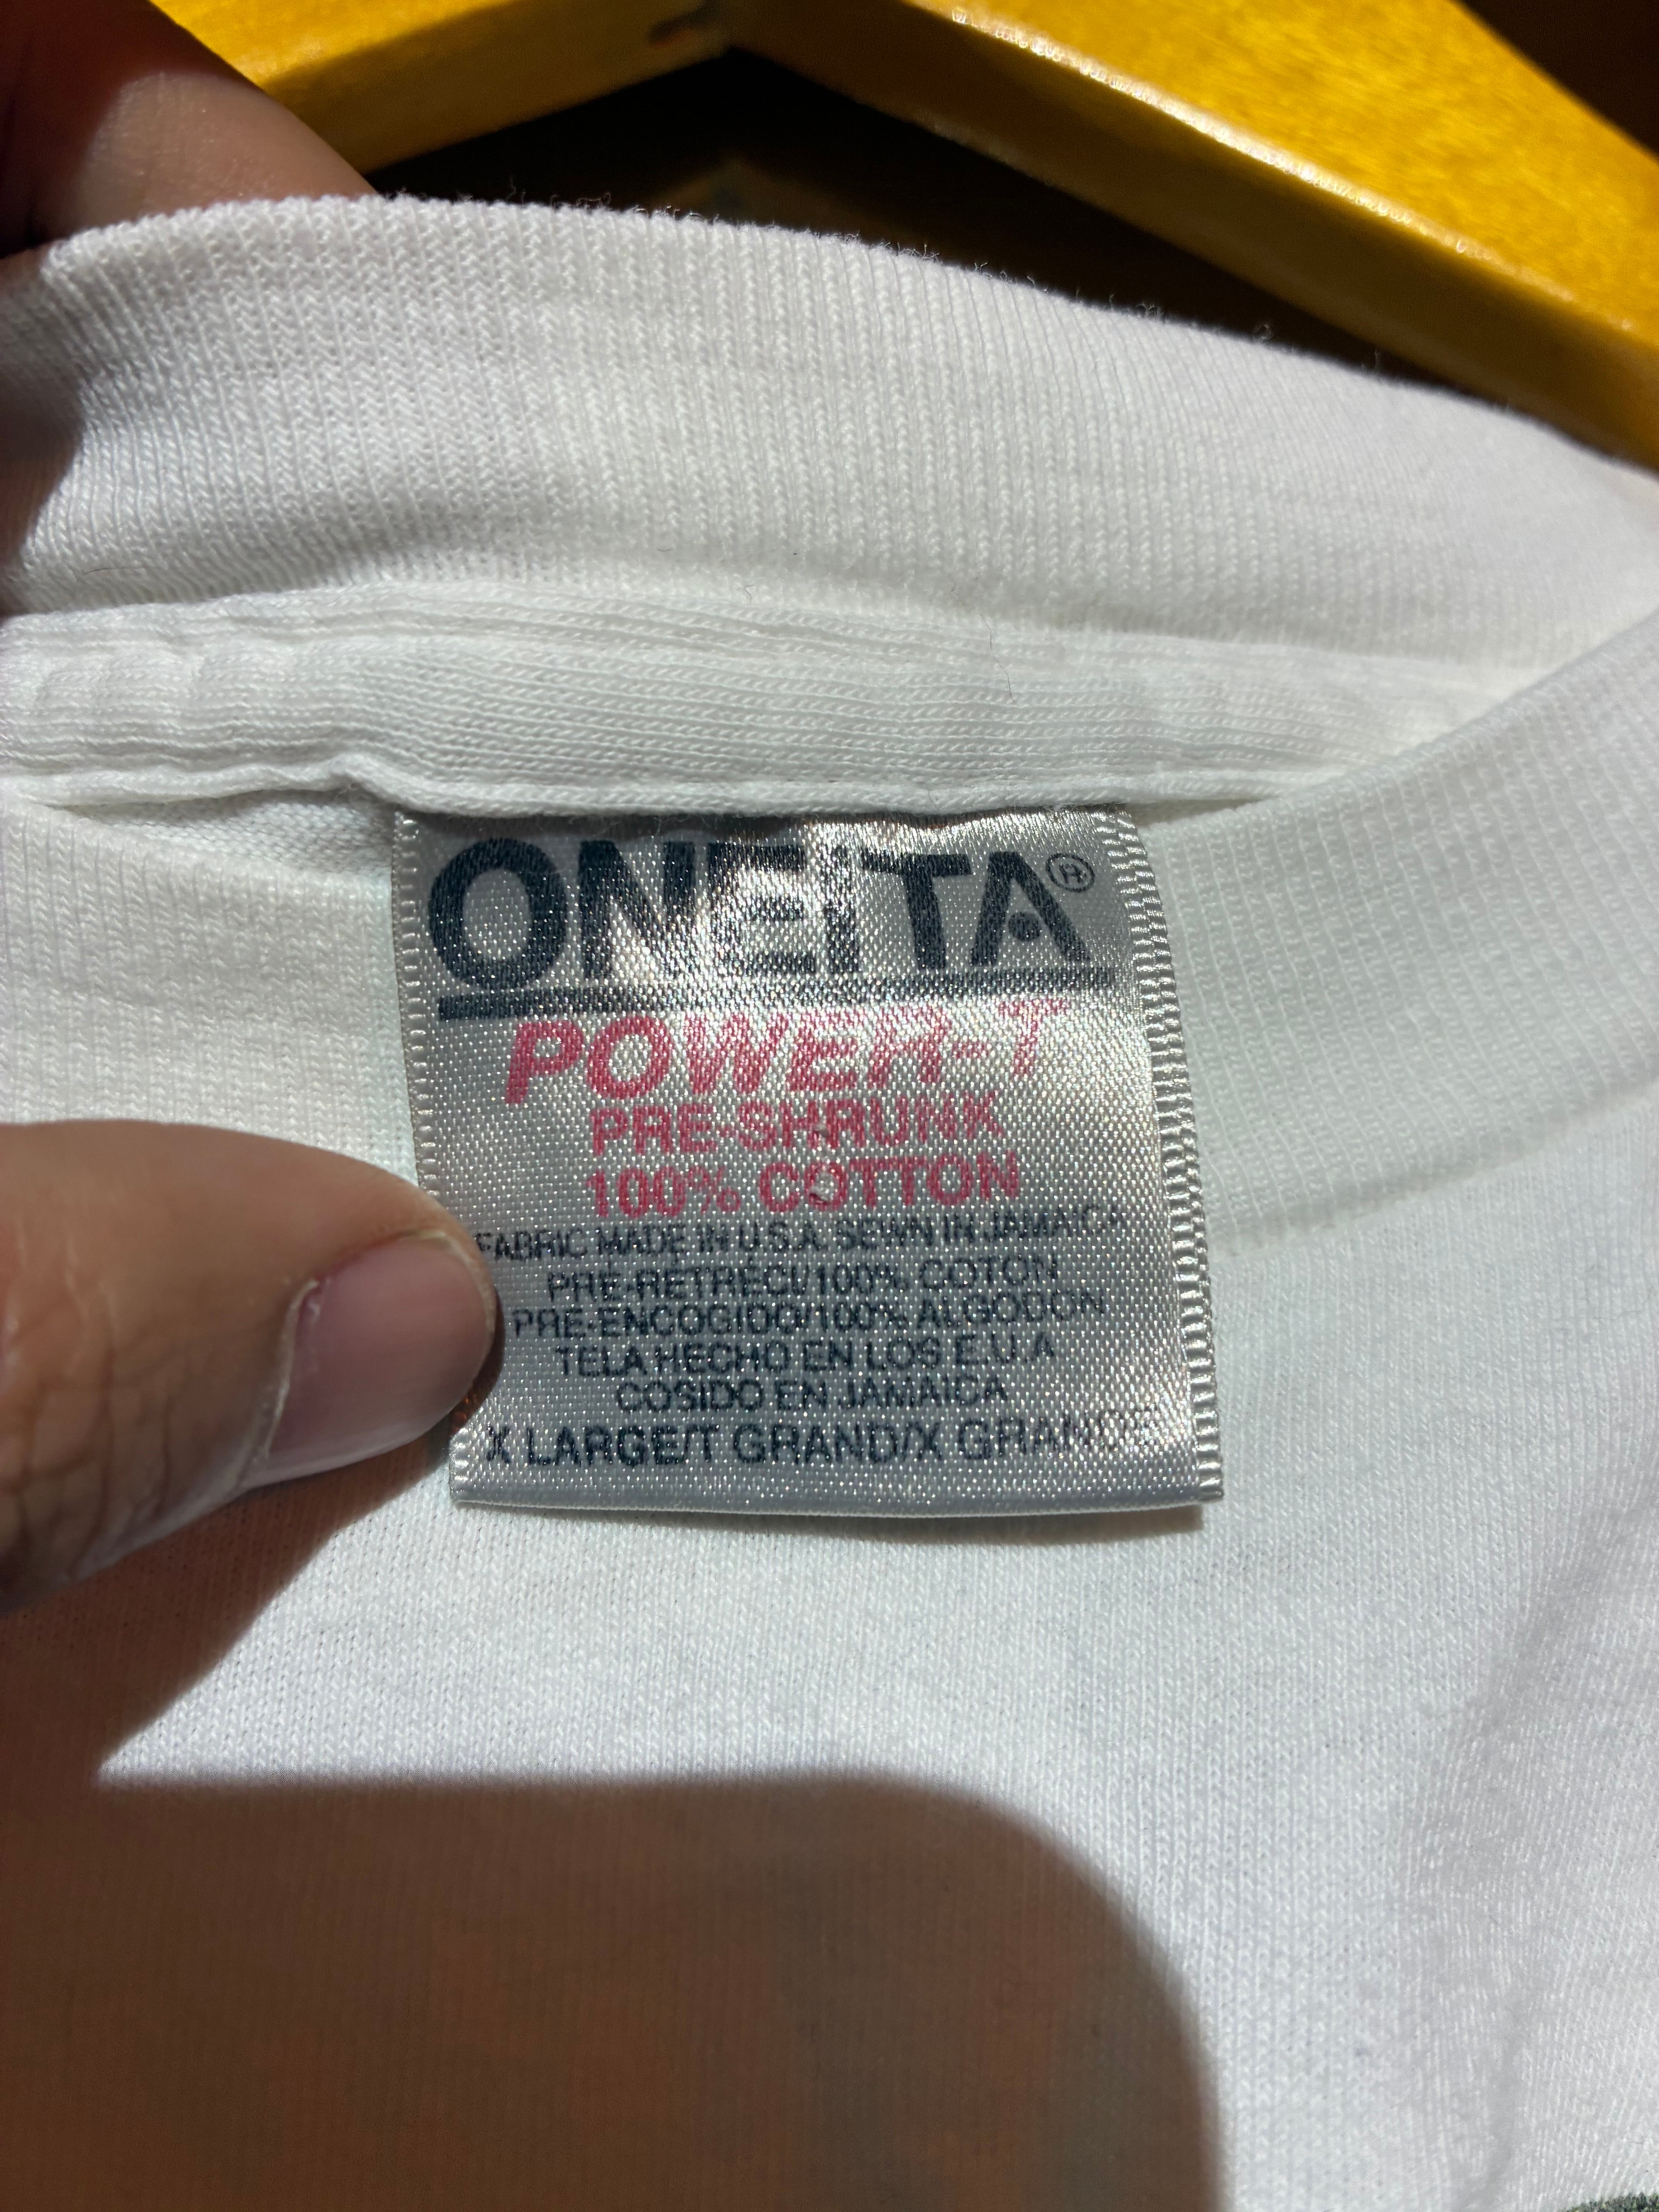 ONEITA®
POWER-T
PRE-SHRUNK
100% COTTON
FABRIC MADE IN U.S.A. SEWN IN JAMAICA
PRE-RETRECI/100% COTON
PRE-ENCOGIDO/100% ALGODON
TELA HECHO EN LOS E.U.A
COSIDO EN JAMAICA
X LARGE/T GRAND/X GRANDE